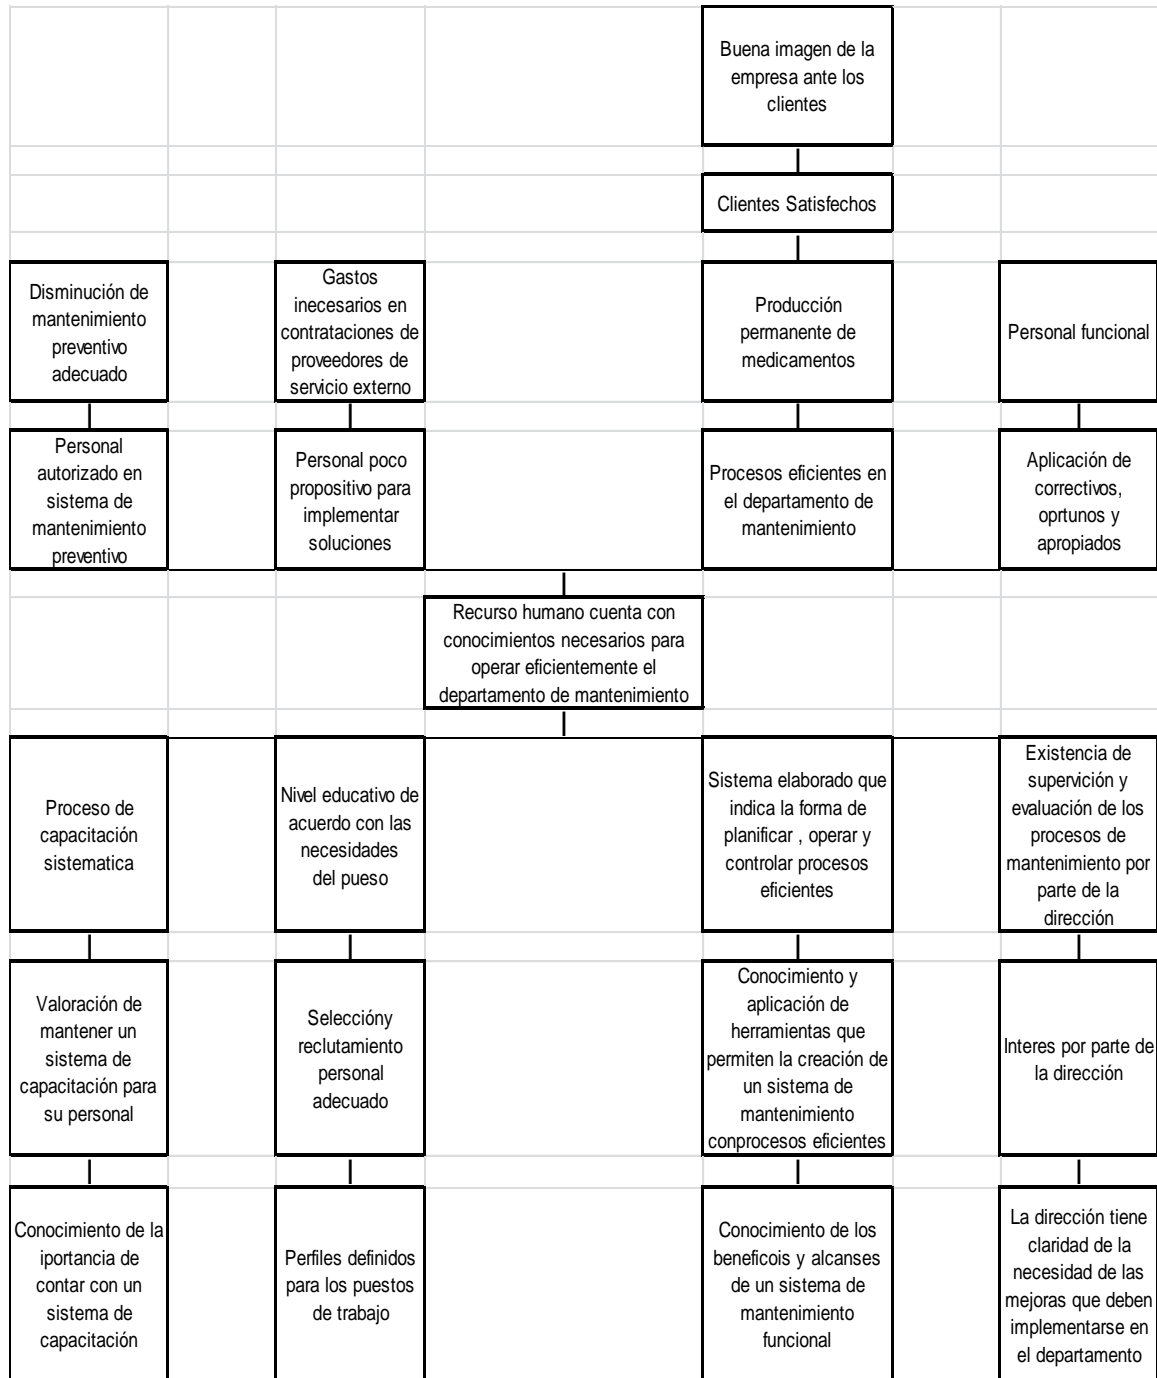 Buena imagen de la
empresa ante los
clientes
Clientes Satisfechos
Disminución de
mantenimiento
preventivo
adecuado
Gastos
inecesarios en
contrataciones de
proveedores de
servicio externo
Producción
permanente de
medicamentos
Personal funcional
Personal
autorizado en
sistema de
mantenimiento
preventivo
Personal poco
propositivo para
implementar
soluciones
Procesos eficientes en
el departamento de
mantenimiento
Aplicación de
correctivos,
oprtunos y
apropiados
Recurso humano cuenta con
conocimientos necesarios para
operar eficientemente el
departamento de mantenimiento
Proceso de
capacitación
sistematica
Nivel educativo de
acuerdo con las
necesidades
del pueso
Sistema elaborado que
indica la forma de
planificar , operar y
controlar procesos
eficientes
Existencia de
supervición y
evaluación de los
procesos de
mantenimiento por
parte de la
dirección
Valoración de
mantener un
sistema de
capacitación para
su personal
Seleccióny
reclutamiento
personal
adecuado
Conocimiento y
aplicación de
herramientas que
permiten la creación de
un sistema de
mantenimiento
conprocesos eficientes
Interes por parte de
la dirección
Conocimiento de la
iportancia de
contar con un
sistema de
capacitación
Perfiles definidos
para los puestos
de trabajo
Conocimiento de los
beneficois y alcanses
de un sistema de
mantenimiento
funcional
La dirección tiene
claridad de la
necesidad de las
mejoras que deben
implementarse en
el departamento